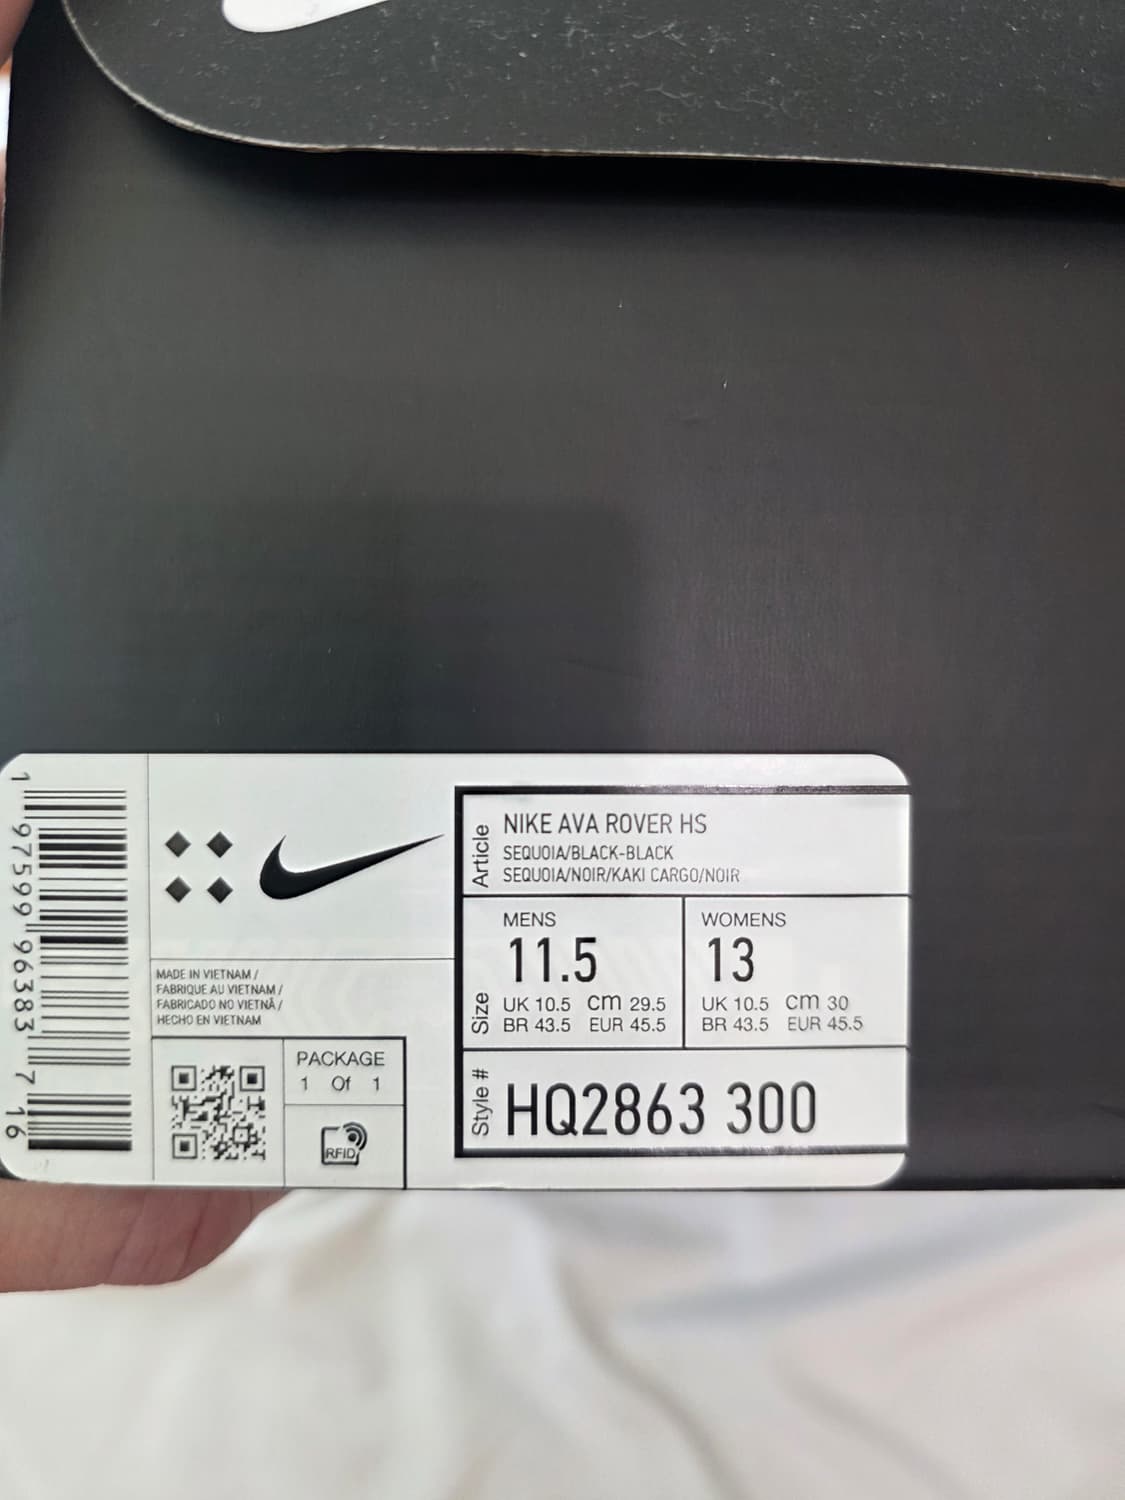 1 97599 96383 7 16
MADE IN VIETNAM /
FABRIQUE AU VIETNAM /
FABRICADO NO VIETNÃ /
HECHO EN VIETNAM
PACKAGE
1 Of 1
RFID
Article
NIKE AVA ROVER HS
SEQUOIA/BLACK-BLACK
SEQUOIA/NOIR/KAKI CARGO/NOIR
Size
MENS
11.5
UK 10.5 cm 29.5
BR 43.5 EUR 45.5
WOMENS
13
UK 10.5 cm 30
BR 43.5 EUR 45.5
Style #
HQ2863 300